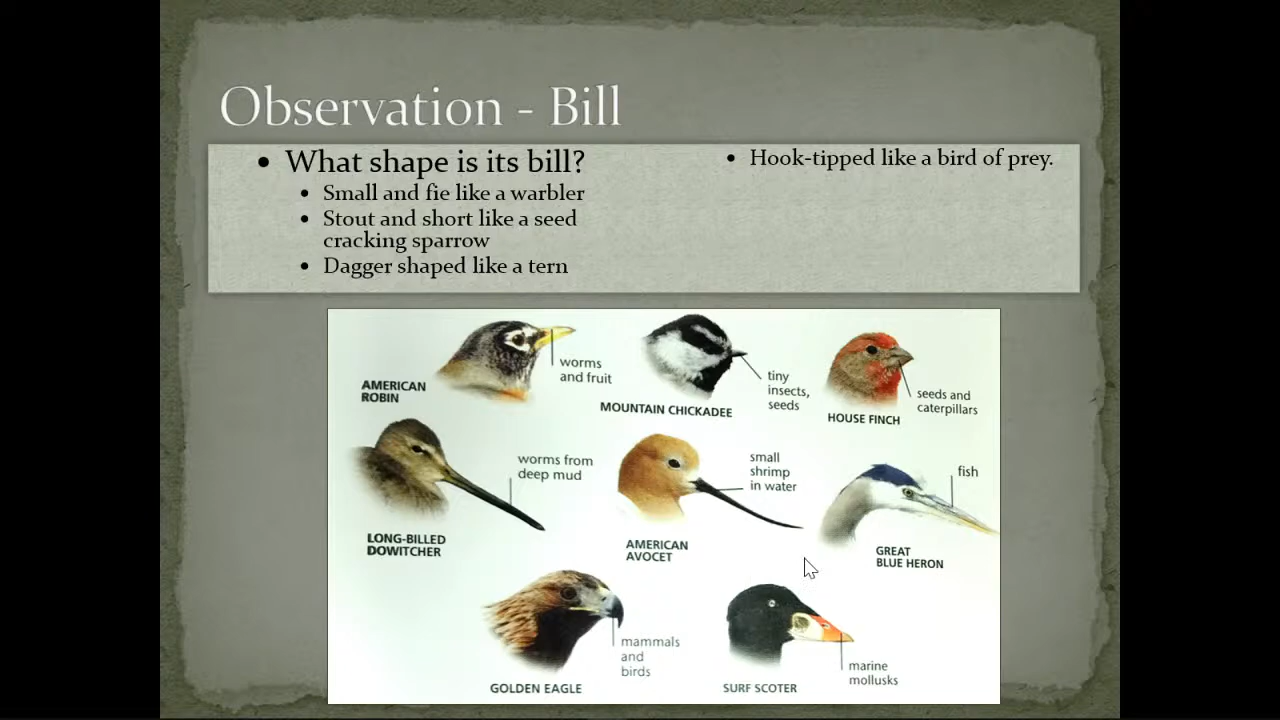 Observation - Bill
What shape is its bill?
Small and fie like a warbler
Stout and short like a seed
cracking sparrow
Dagger shaped like a tern
Hook-tipped like a bird of prey.
worms
and fruit
AMERICAN
ROBIN
tiny
insects,
seeds
MOUNTAIN CHICKADEE
seeds and
caterpillars
HOUSE FINCH
worms from
deep mud
LONG-BILLED
DOWITCHER
small
shrimp
in water
AMERICAN
AVOCET
fish
GREAT
BLUE HERON
mammals
and
birds
GOLDEN EAGLE
marine
mollusks
SURF SCOTER